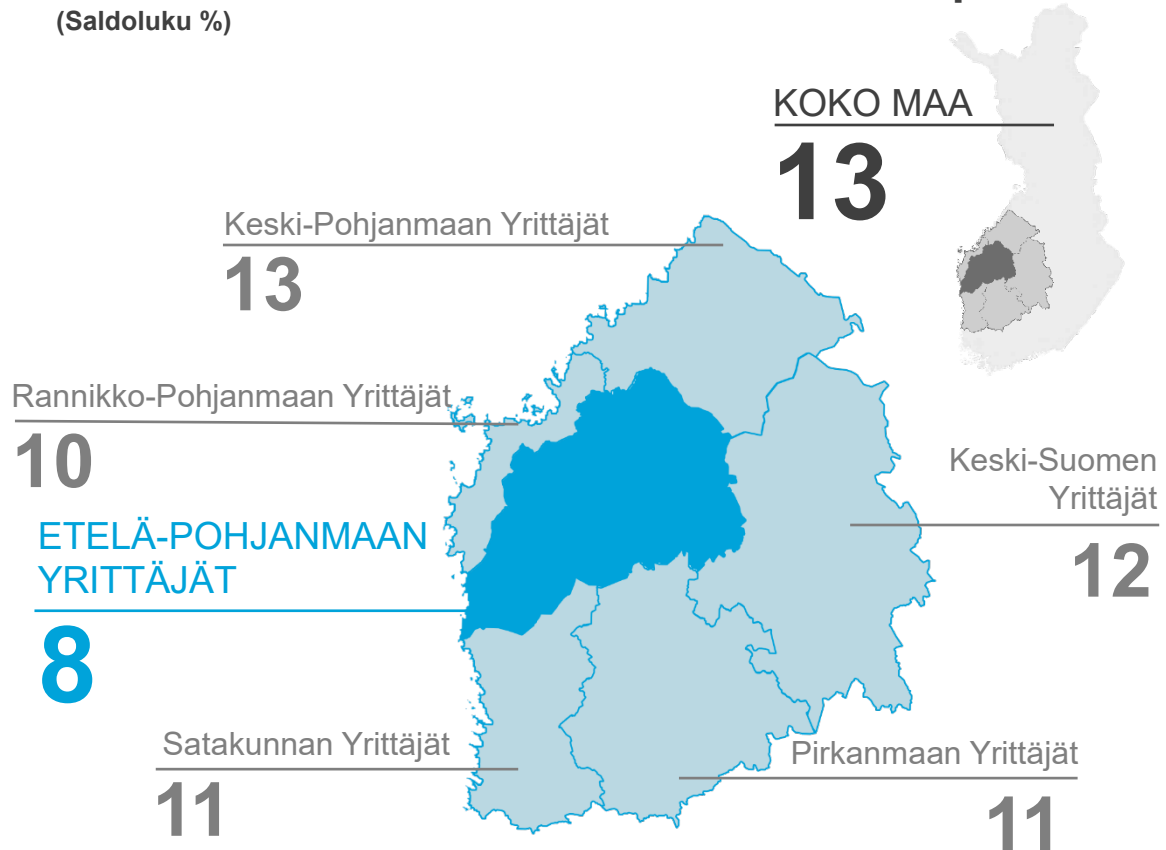 (Saldoluku %)
KOKO MAA
13
Keski-Pohjanmaan Yrittäjät
13
Rannikko-Pohjanmaan Yrittäjät
10
Keski-Suomen
Yrittäjät
12
ETELÄ-POHJANMAAN
YRITTÄJÄT
8
Satakunnan Yrittäjät
11
Pirkanmaan Yrittäjät
11